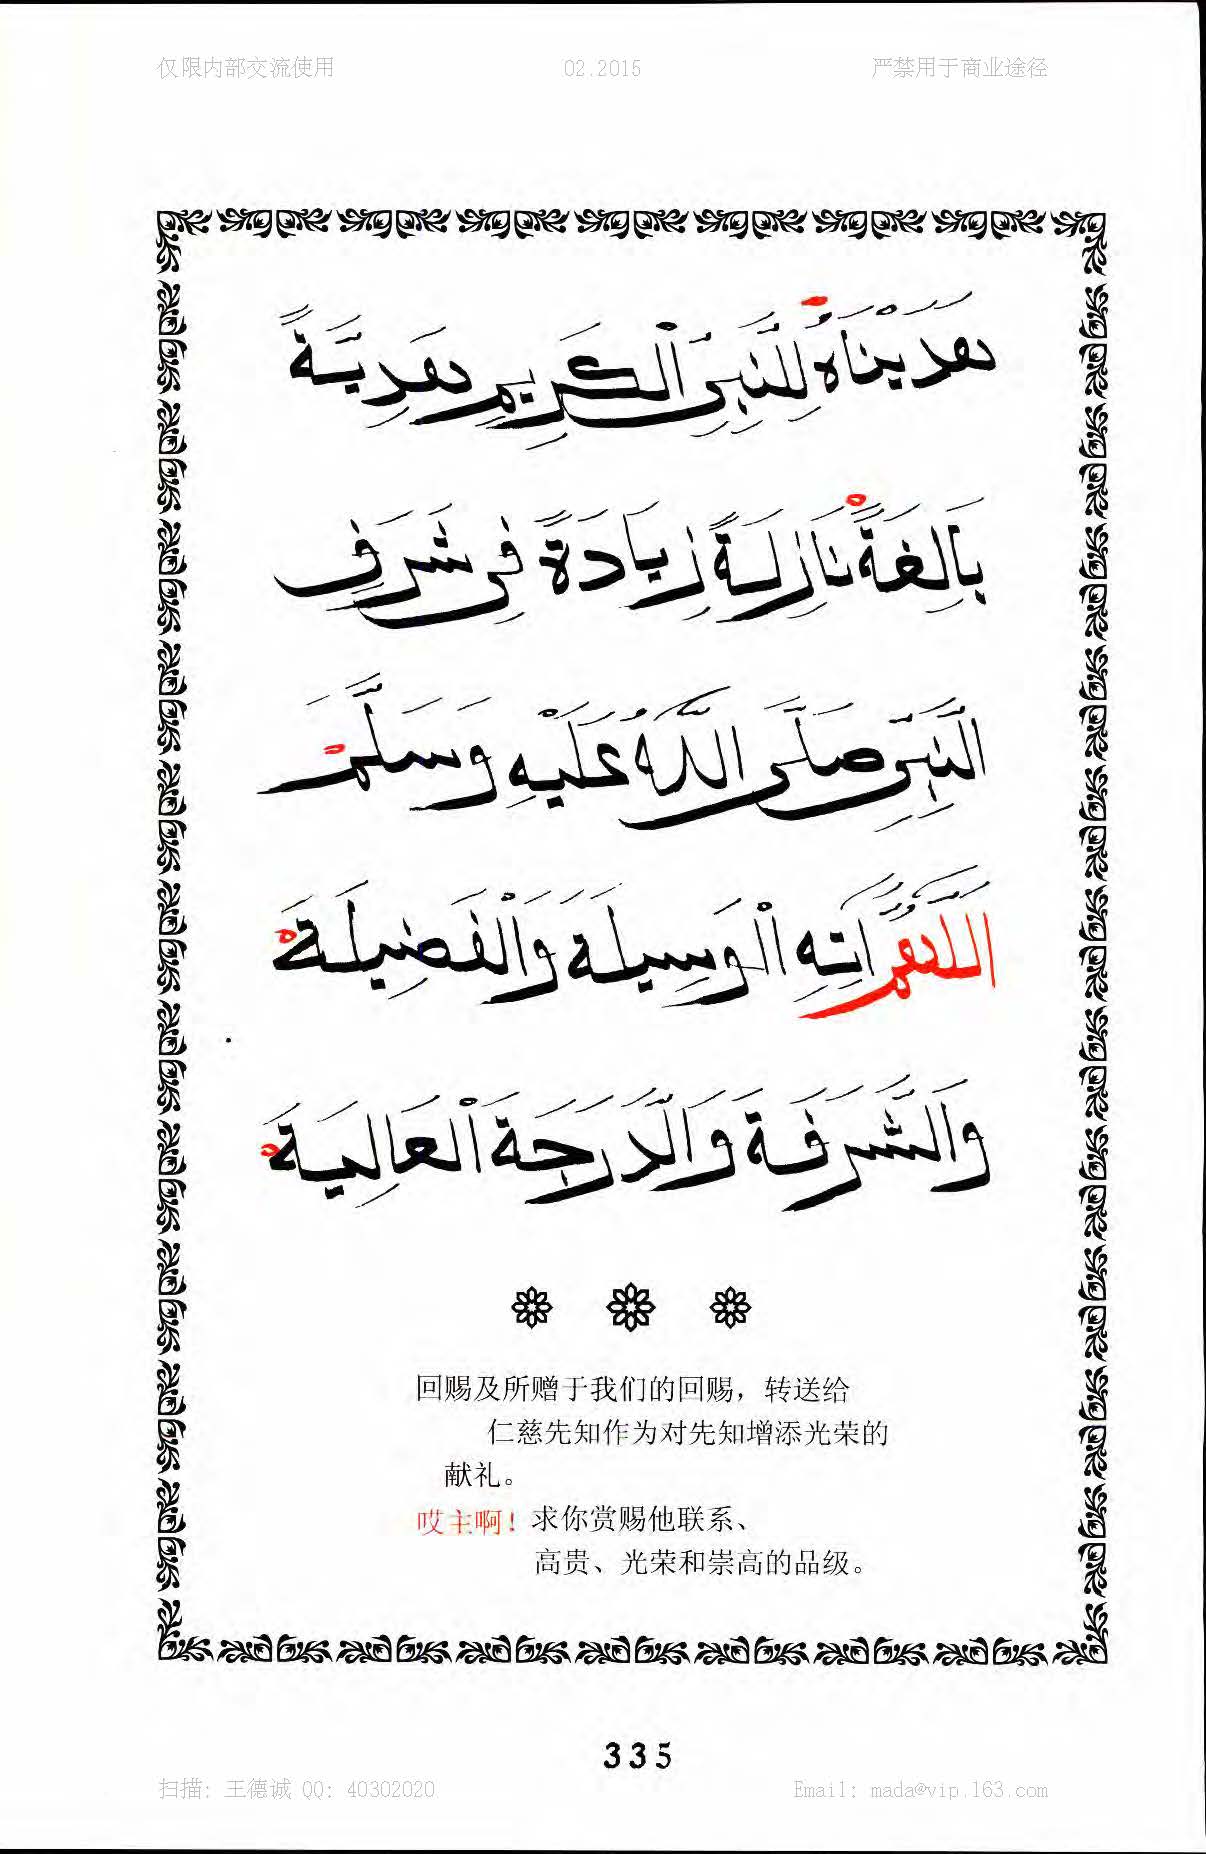 仅限内部交流使用 02.2015 严禁用于商业途径
هَدَيْنَاهُ لِلنَّبِىِّ الْكَرِيمِ هَدِيَّةً
بَالِغَةً نَازِلَةً زِيَادَةً فِى شَرَفِ
النَّبِىِّ صَلَّى اللَّهُ عَلَيْهِ وَسَلَّمَ
اَللَّهُمَّ اٰتِهِ الْوَسِيلَةَ وَالْفَضِيلَةَ
وَالشَّرَفَةَ وَالدَّرَجَةَ الْعَالِيَةَ
回赐及所赠于我们的回赐，转送给
仁慈先知作为对先知增添光荣的
献礼。
哎主啊！求你赏赐他联系、
高贵、光荣和崇高的品级。
335
扫描: 王德诚 QQ: 40302020 Email: mada@vip.163.com